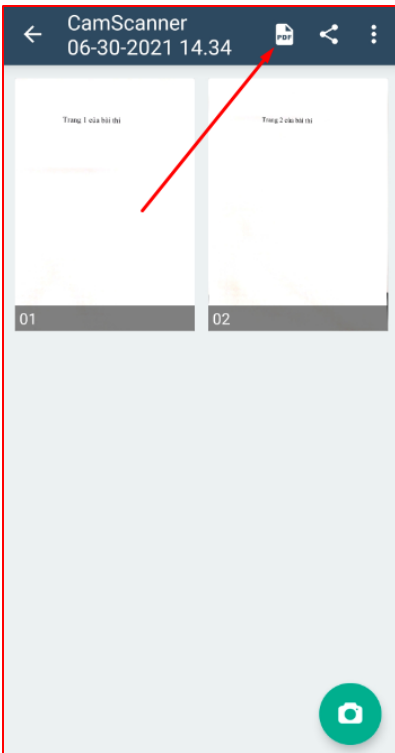 CamScanner
06-30-2021 14.34
PDF
Trang 1 của bài thi
Trang 2 của bài thi
01
02